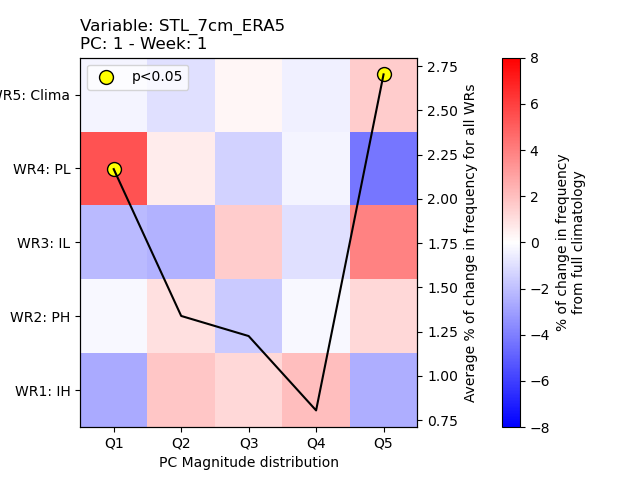 Variable: STL_7cm_ERA5
PC: 1 - Week: 1
p<0.05
WR5: Clima
WR4: PL
WR3: IL
WR2: PH
WR1: IH
Q1 Q2 Q3 Q4 Q5
PC Magnitude distribution
2.75
2.50
2.25
2.00
1.75
1.50
1.25
1.00
0.75
Average % of change in frequency for all WRs
8
6
4
2
0
−2
−4
−6
−8
% of change in frequency
from full climatology